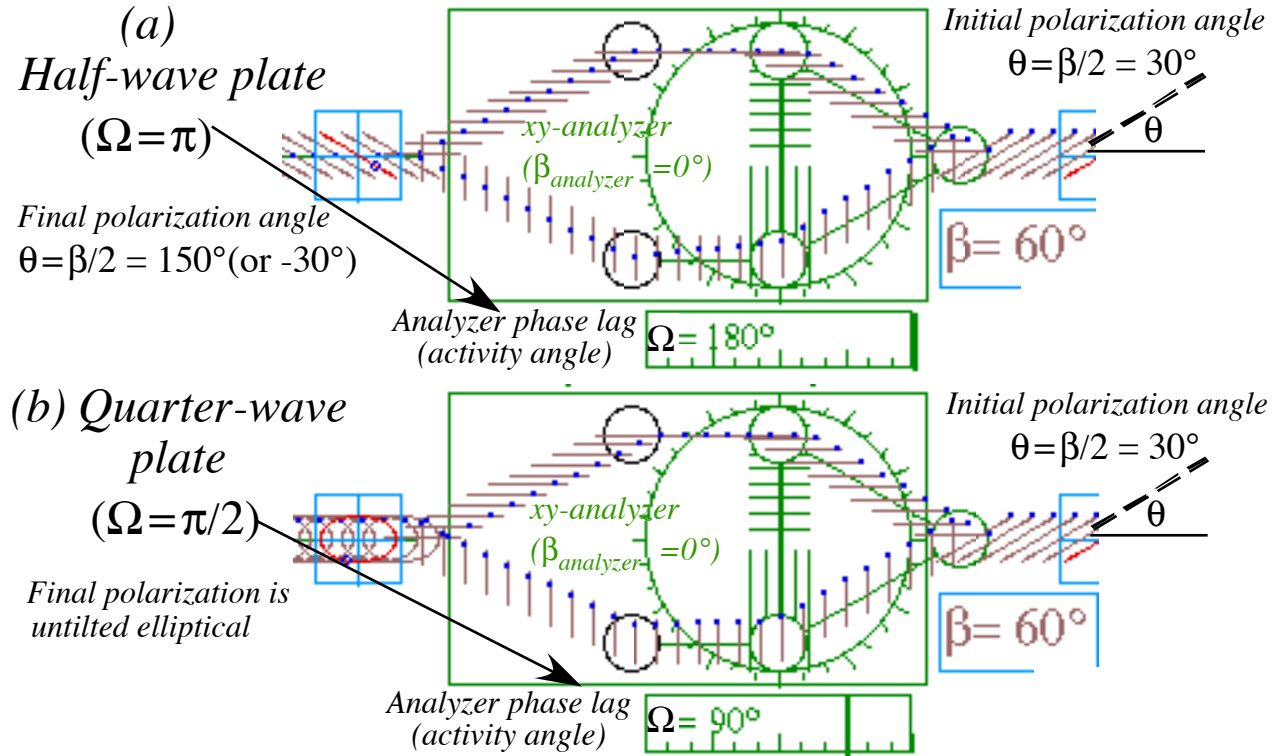 (a)
Half-wave plate
(Ω=π)
Final polarization angle
θ=β/2 = 150°(or -30°)
xy-analyzer
(βanalyzer =0°)
Initial polarization angle
θ=β/2 = 30°
θ
β= 60°
Analyzer phase lag
(activity angle)
Ω= 180°
(b) Quarter-wave
plate
(Ω=π/2)
Final polarization is
untilted elliptical
xy-analyzer
(βanalyzer =0°)
Initial polarization angle
θ=β/2 = 30°
θ
β= 60°
Analyzer phase lag
(activity angle)
Ω= 90°